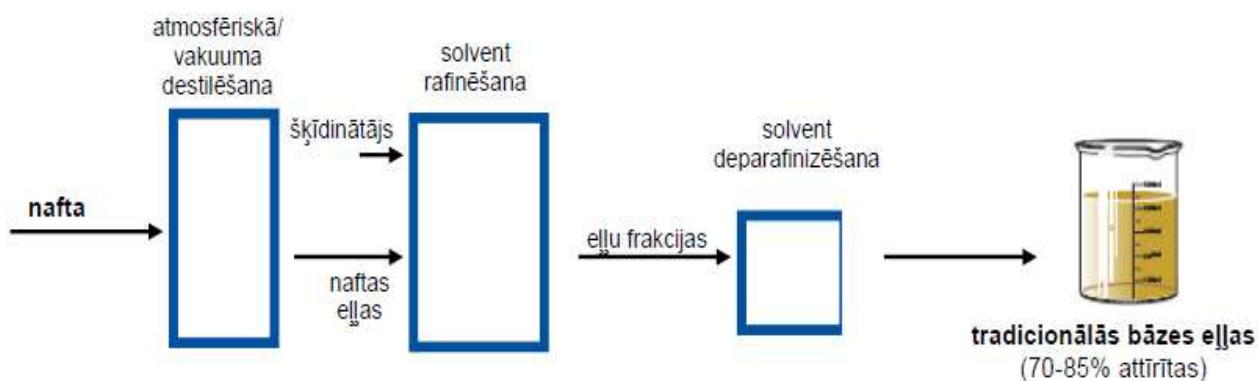 atmosfēriskā/
vakuuma
destilēšana
solvent
rafinēšana
šķīdinātājs
solvent
deparafinizēšana
nafta
eļļu frakcijas
naftas
eļļas
tradicionālās bāzes eļļas
(70-85% attīrītas)